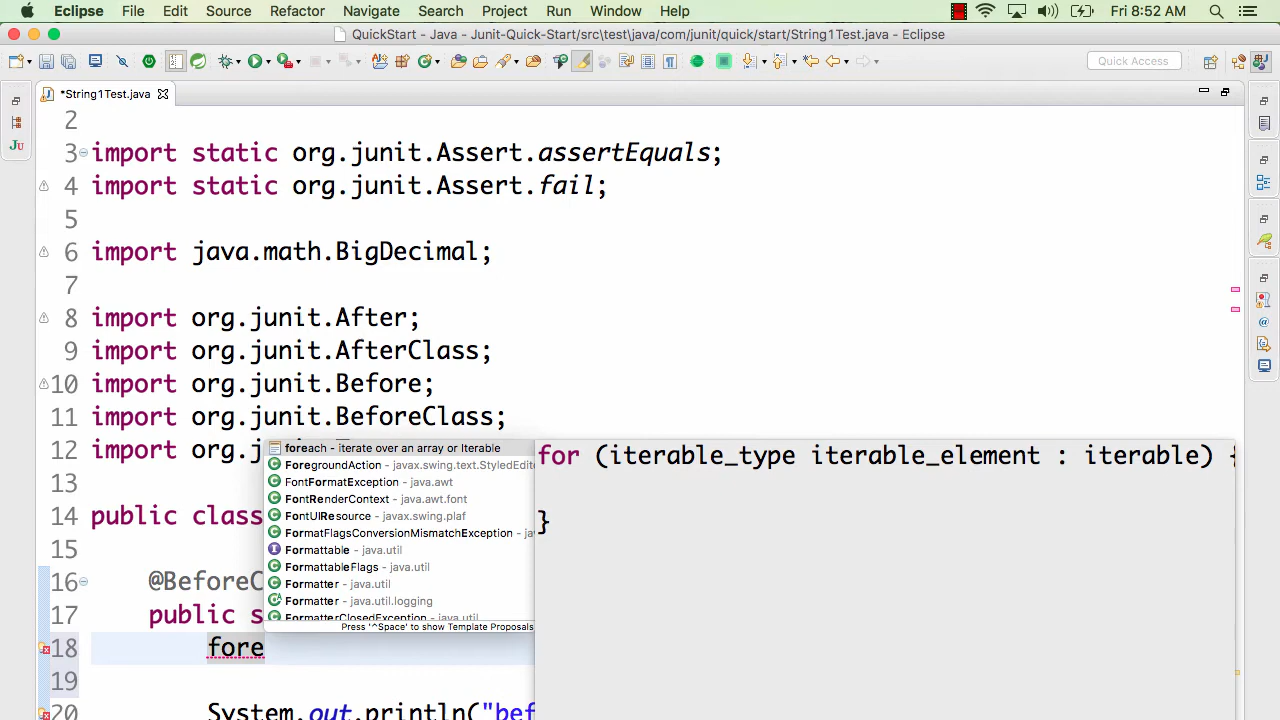 Eclipse File Edit Source Refactor Navigate Search Project Run Window Help Fri 8:52 AM
QuickStart - Java - Junit-Quick-Start/src/test/java/com/junit/quick/start/String1Test.java - Eclipse
Quick Access
*String1Test.java
2
3 import static org.junit.Assert.assertEquals;
4 import static org.junit.Assert.fail;
5
6 import java.math.BigDecimal;
7
8 import org.junit.After;
9 import org.junit.AfterClass;
10 import org.junit.Before;
11 import org.junit.BeforeClass;
12 import org.j
13
14 public class
15
16 @BeforeC
17 public s
18 fore
19
20 System.out.println("bef
foreach - iterate over an array or Iterable
ForegroundAction - javax.swing.text.StyledEdit
FontFormatException - java.awt
FontRenderContext - java.awt.font
FontUIResource - javax.swing.plaf
FormatFlagsConversionMismatchException - jav
Formattable - java.util
FormattableFlags - java.util
Formatter - java.util
Formatter - java.util.logging
FormatterClosedException - java.util
Press '^Space' to show Template Proposals
for (iterable_type iterable_element : iterable) {
}